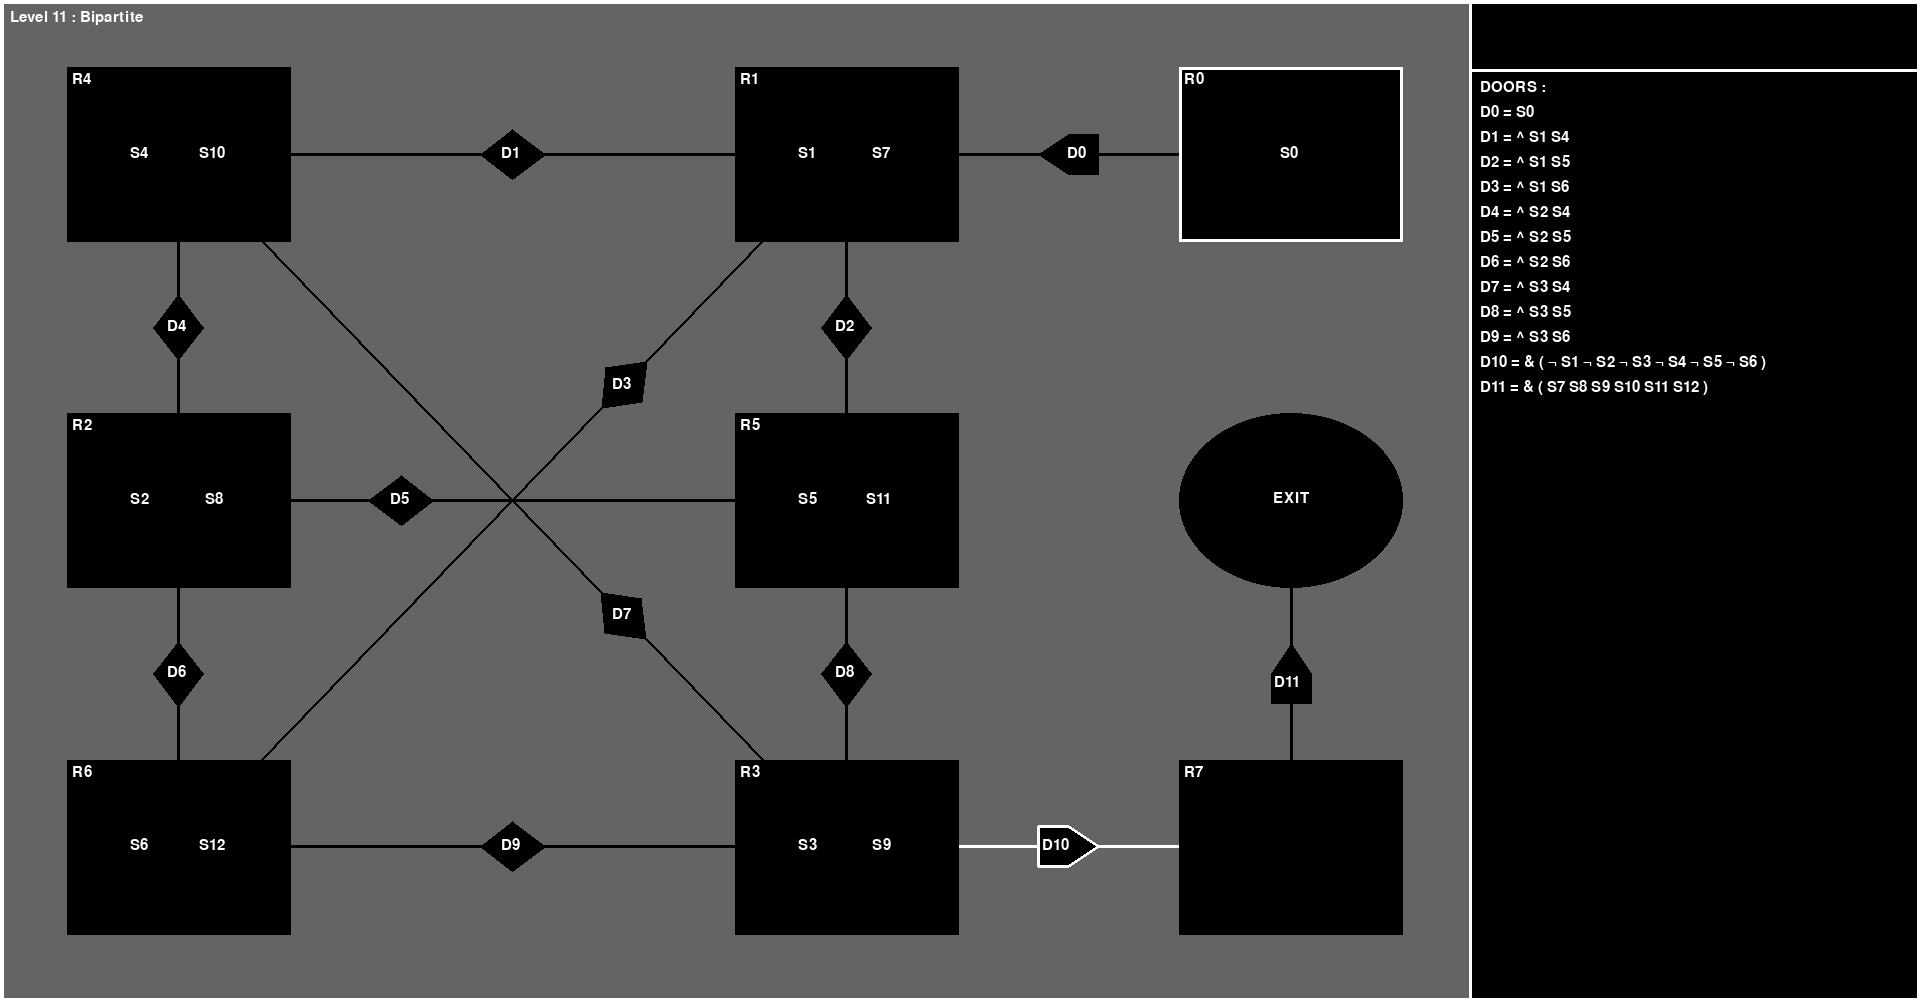 Level 11 : Bipartite
R4
R1
R0
S4 S10
D1
S1 S7
D0
S0
D4
D3
D2
R2
R5
S2 S8
D5
S5 S11
EXIT
D6
D7
D8
D11
R6
R3
R7
S6 S12
D9
S3 S9
D10
DOORS :
D0 = S0
D1 = ^ S1 S4
D2 = ^ S1 S5
D3 = ^ S1 S6
D4 = ^ S2 S4
D5 = ^ S2 S5
D6 = ^ S2 S6
D7 = ^ S3 S4
D8 = ^ S3 S5
D9 = ^ S3 S6
D10 = & ( ¬ S1 ¬ S2 ¬ S3 ¬ S4 ¬ S5 ¬ S6 )
D11 = & ( S7 S8 S9 S10 S11 S12 )